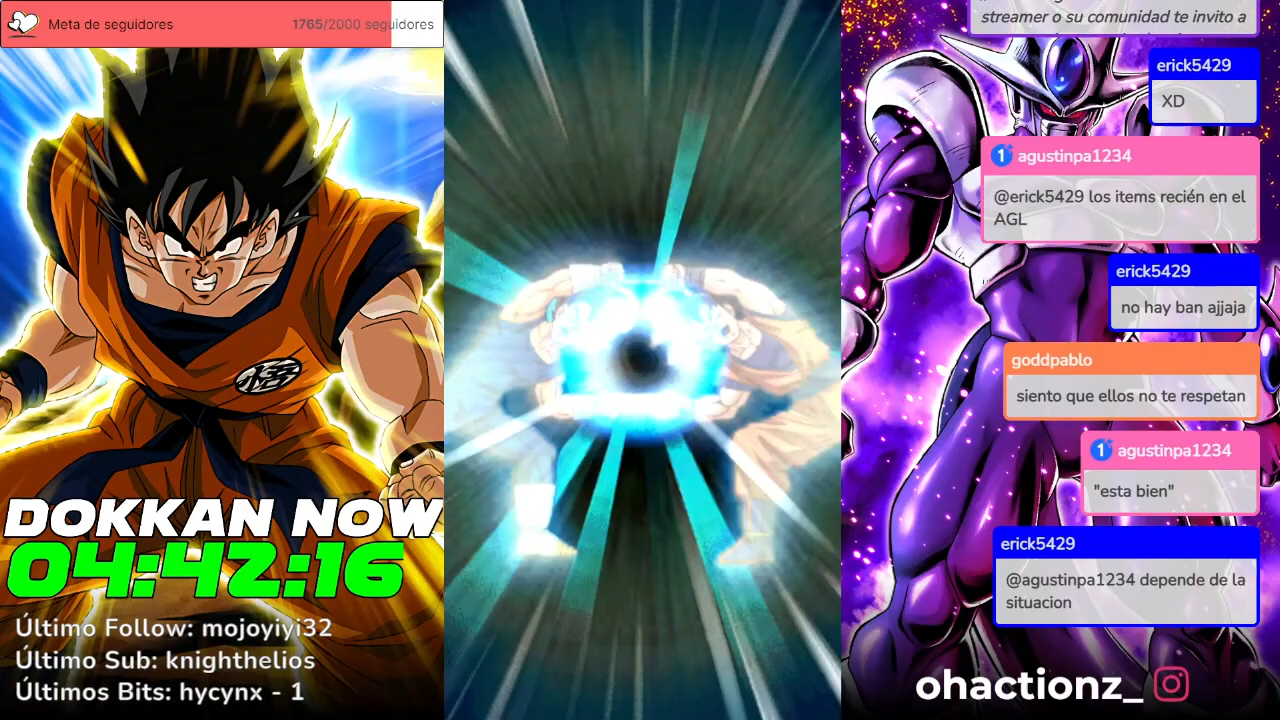 Meta de seguidores
1765/2000 seguidores
DOKKAN NOW
04:42:16
Último Follow: mojoyiyi32
Último Sub: knighthelios
Últimos Bits: hycynx - 1
streamer o su comunidad te invito a
erick5429
XD
1 agustinpa1234
@erick5429 los items recién en el
AGL
erick5429
no hay ban ajjaja
goddpablo
siento que ellos no te respetan
1 agustinpa1234
"esta bien"
erick5429
@agustinpa1234 depende de la
situacion
ohactionz_